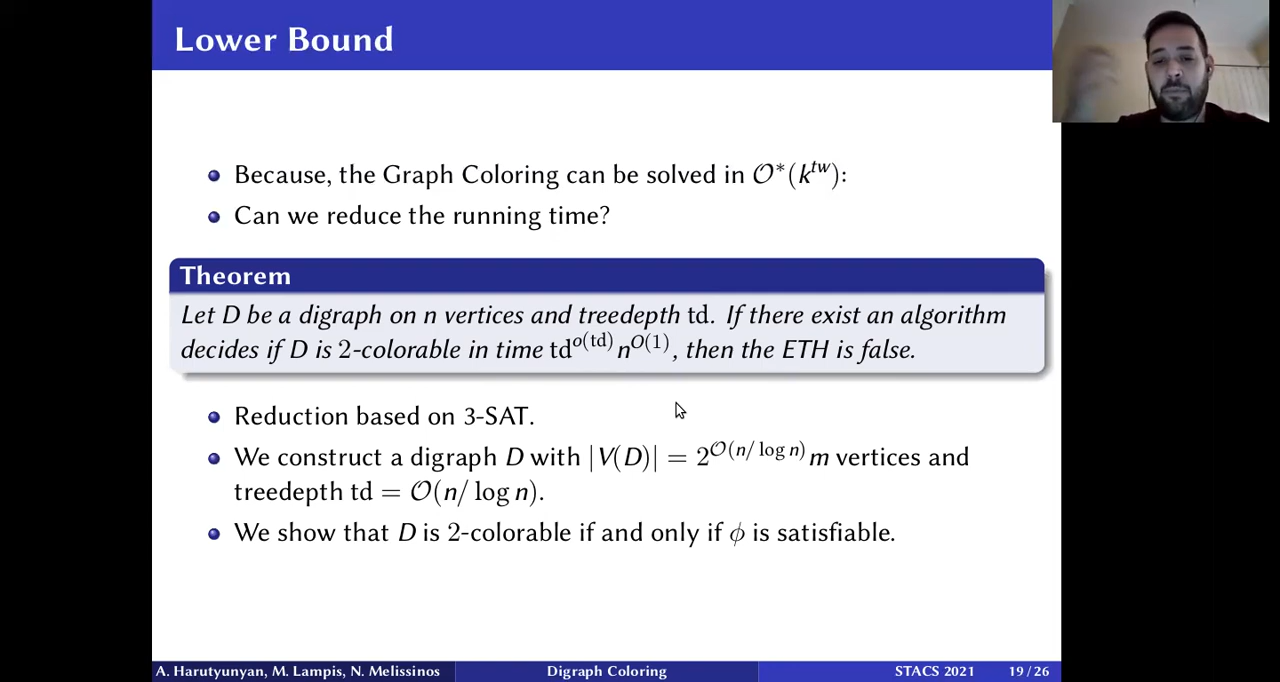 Lower Bound
Because, the Graph Coloring can be solved in 𝒪*(k^{tw}):
Can we reduce the running time?
Theorem
Let D be a digraph on n vertices and treedepth td. If there exist an algorithm
decides if D is 2-colorable in time td^{o(td)} n^{O(1)}, then the ETH is false.
Reduction based on 3-SAT.
We construct a digraph D with |V(D)| = 2^{𝒪(n/ log n)} m vertices and
treedepth td = 𝒪(n/ log n).
We show that D is 2-colorable if and only if ϕ is satisfiable.
A. Harutyunyan, M. Lampis, N. Melissinos Digraph Coloring STACS 2021 19/26